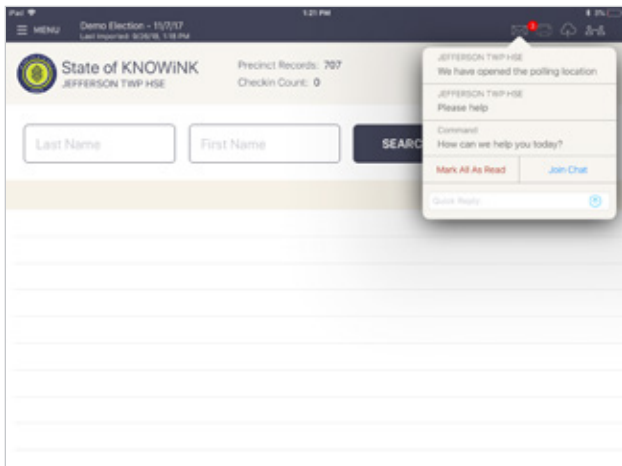 iPad 1:21 PM
MENU Demo Election - 11/7/17
Last Imported: 9/26/18, 1:18 PM
State of KNOWiNK
JEFFERSON TWP HSE
Precinct Records: 707
Checkin Count: 0
Last Name
First Name
SEARC
JEFFERSON TWP HSE
We have opened the polling location
JEFFERSON TWP HSE
Please help
Command
How can we help you today?
Mark All As Read
Join Chat
Quick Reply